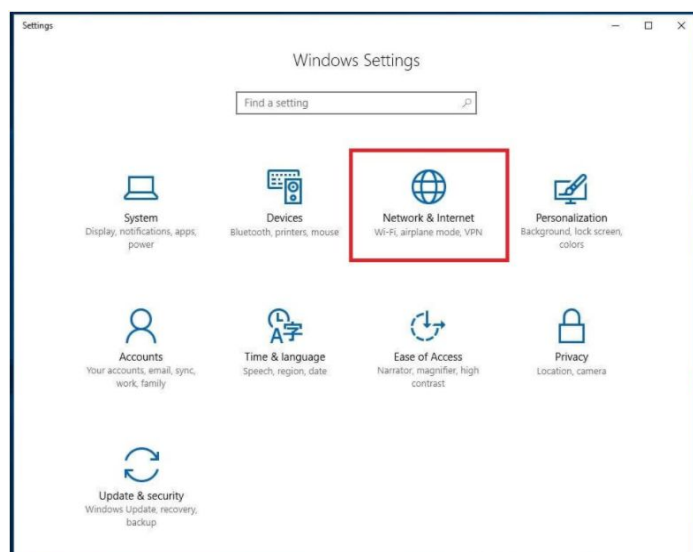 Settings
Windows Settings
Find a setting
System
Display, notifications, apps,
power
Devices
Bluetooth, printers, mouse
Network & Internet
Wi-Fi, airplane mode, VPN
Personalization
Background, lock screen,
colors
Accounts
Your accounts, email, sync,
work, family
A字
Time & language
Speech, region, date
Ease of Access
Narrator, magnifier, high
contrast
Privacy
Location, camera
Update & security
Windows Update, recovery,
backup